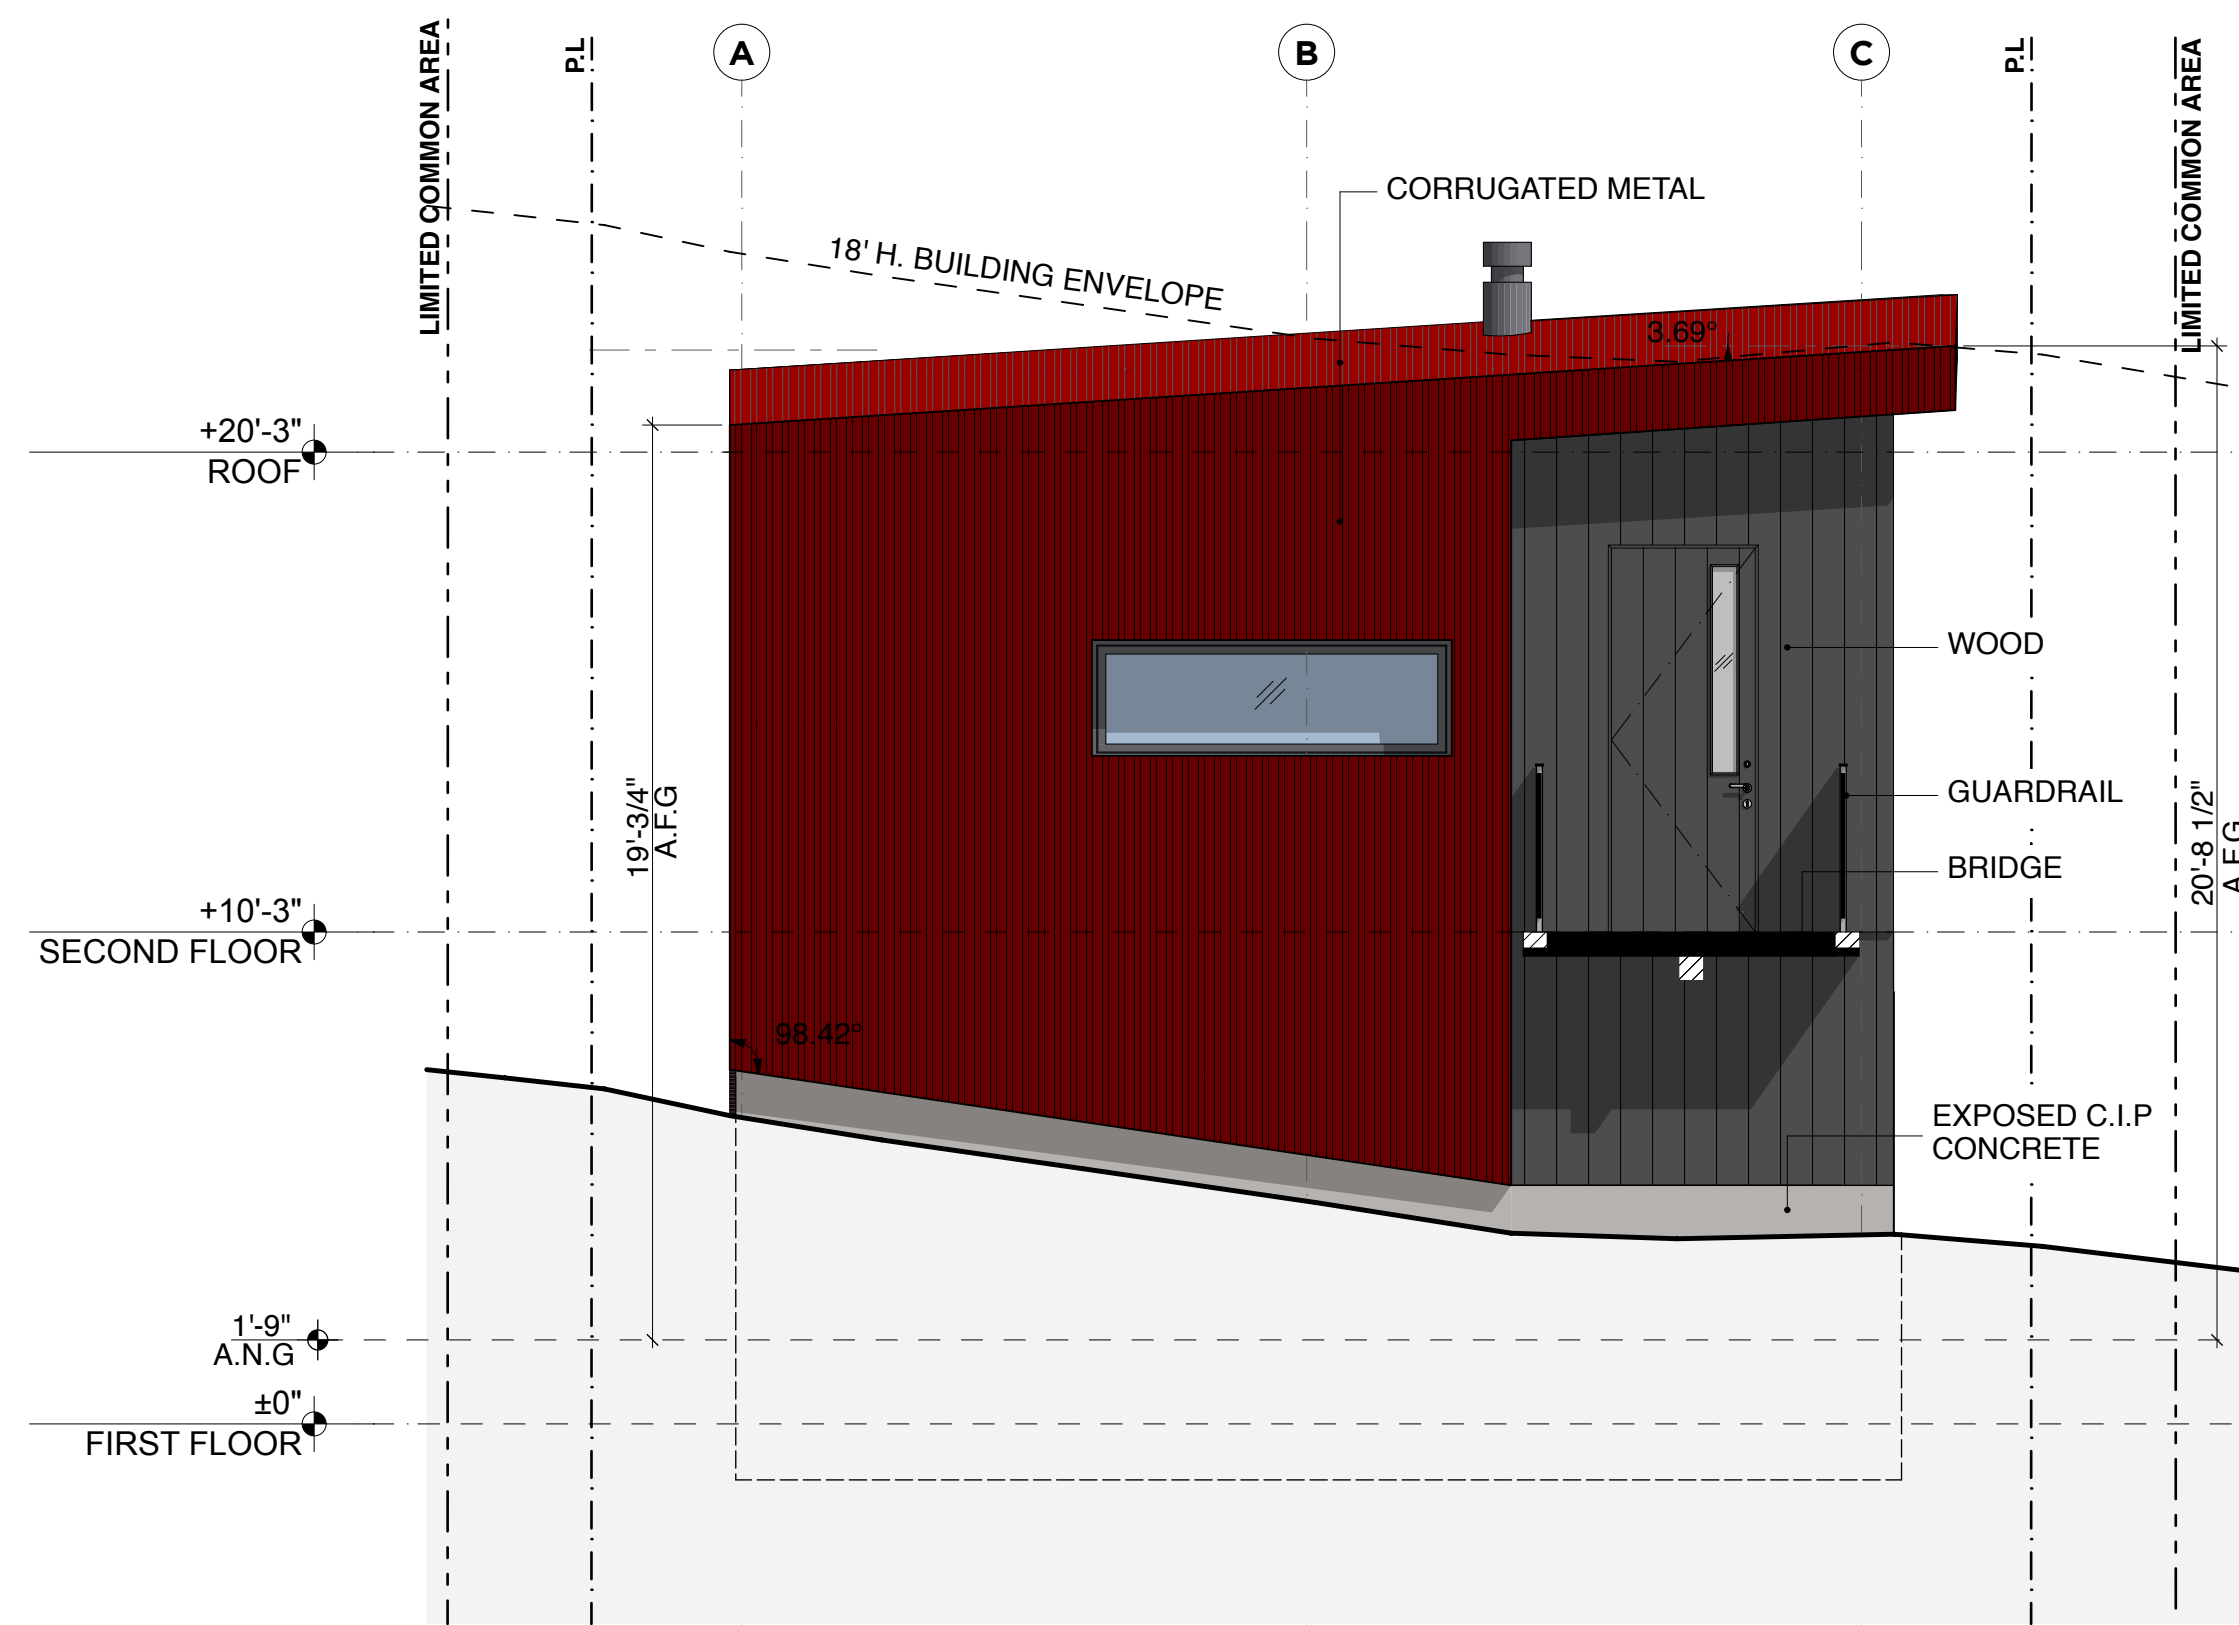 LIMITED COMMON AREA
P.L
A
B
C
P.L
LIMITED COMMON AREA
CORRUGATED METAL
18' H. BUILDING ENVELOPE
3.69°
+20'-3"
ROOF
WOOD
19'-3/4"
A.F.G
GUARDRAIL
20'-8 1/2"
A.F.G
BRIDGE
+10'-3"
SECOND FLOOR
98.42°
EXPOSED C.I.P
CONCRETE
1'-9"
A.N.G
±0"
FIRST FLOOR